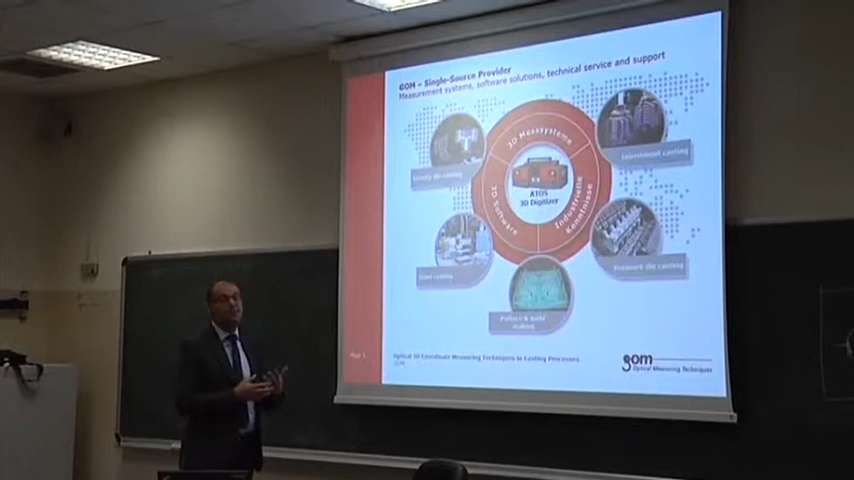 GOM – Single-Source Provider
Measurement systems, software solutions, technical service and support
3D Messsysteme
Investment casting
Gravity die casting
ATOS
3D Digitizer
3D Software
Industrielle
Kenntnisse
Sand casting
Pressure die casting
Pattern & mold
making
Optical 3D Coordinate Measuring Techniques in Casting Processes
gom
Optical Measuring Techniques